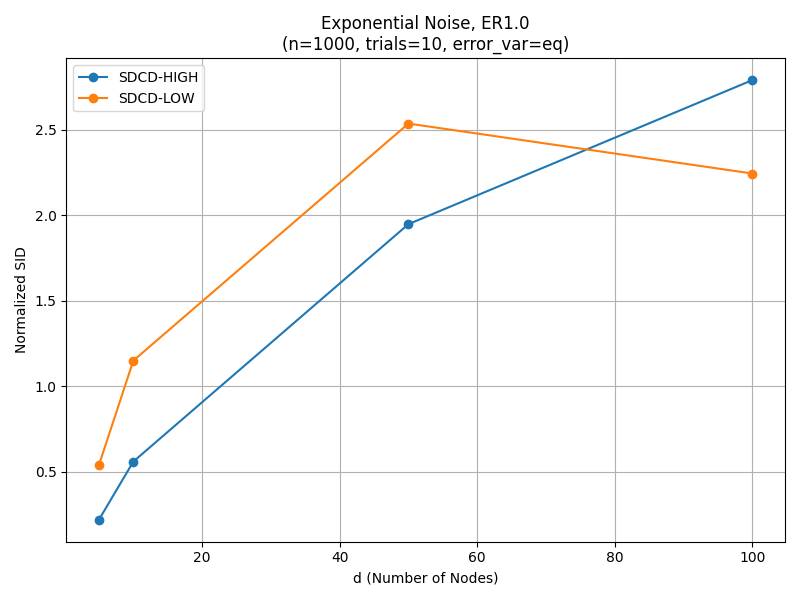 Exponential Noise, ER1.0
(n=1000, trials=10, error_var=eq)
SDCD-HIGH
SDCD-LOW
Normalized SID
2.5
2.0
1.5
1.0
0.5
20 40 60 80 100
d (Number of Nodes)